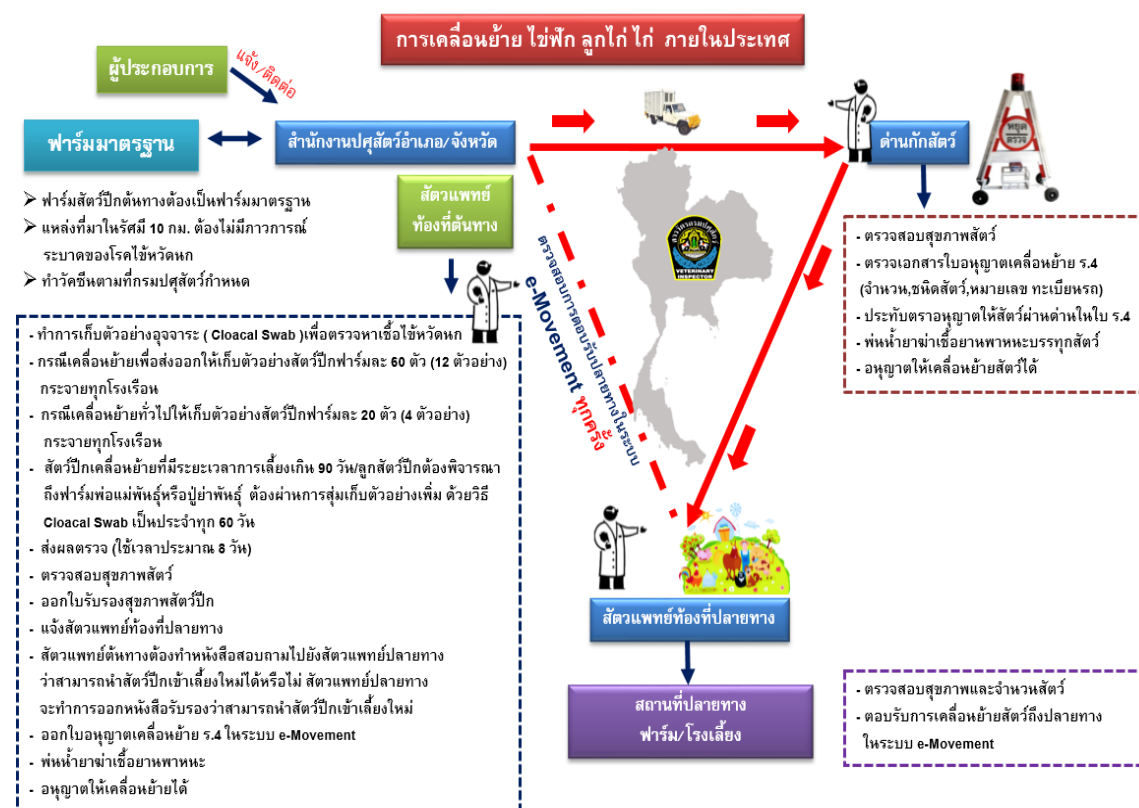 การเคลื่อนย้าย ไข่ฟัก ลูกไก่ ไก่ ภายในประเทศ
ผู้ประกอบการ
แจ้ง/ติดต่อ
ฟาร์มมาตรฐาน
สำนักงานปศุสัตว์อำเภอ/จังหวัด
ด่านกักสัตว์
หยุด
ตรวจ
➢ ฟาร์มสัตว์ปีกต้นทางต้องเป็นฟาร์มมาตรฐาน
➢ แหล่งที่มาในรัศมี 10 กม. ต้องไม่มีภาวการณ์
ระบาดของโรคไข้หวัดนก
➢ ทำวัคซีนตามที่กรมปศุสัตว์กำหนด
สัตวแพทย์
ท้องที่ต้นทาง
- ทำการเก็บตัวอย่างอุจจาระ ( Cloacal Swab )เพื่อตรวจหาเชื้อไข้หวัดนก
- กรณีเคลื่อนย้ายเพื่อส่งออกให้เก็บตัวอย่างสัตว์ปีกฟาร์มละ 60 ตัว (12 ตัวอย่าง)
กระจายทุกโรงเรือน
- กรณีเคลื่อนย้ายทั่วไปให้เก็บตัวอย่างสัตว์ปีกฟาร์มละ 20 ตัว (4 ตัวอย่าง)
กระจายทุกโรงเรือน
- สัตว์ปีกเคลื่อนย้ายที่มีระยะเวลาการเลี้ยงเกิน 90 วัน/ลูกสัตว์ปีกต้องพิจารณา
ถึงฟาร์มพ่อแม่พันธุ์หรือปู่ย่าพันธุ์ ต้องผ่านการสุ่มเก็บตัวอย่างเพิ่ม ด้วยวิธี
Cloacal Swab เป็นประจำทุก 60 วัน
- ส่งผลตรวจ (ใช้เวลาประมาณ 8 วัน)
- ตรวจสอบสุขภาพสัตว์
- ออกใบรับรองสุขภาพสัตว์ปีก
- แจ้งสัตวแพทย์ท้องที่ปลายทาง
- สัตวแพทย์ต้นทางต้องทำหนังสือสอบถามไปยังสัตวแพทย์ปลายทาง
ว่าสามารถนำสัตว์ปีกเข้าเลี้ยงใหม่ได้หรือไม่ สัตวแพทย์ปลายทาง
จะทำการออกหนังสือรับรองว่าสามารถนำสัตว์ปีกเข้าเลี้ยงใหม่
- ออกใบอนุญาตเคลื่อนย้าย ร.4 ในระบบ e-Movement
- พ่นน้ำยาฆ่าเชื้อยานพาหนะ
- อนุญาตให้เคลื่อนย้ายได้
ตรวจสอบการตอบรับปลายทางในระบบ
e-Movement ทุกครั้ง
สารวัตรกรมปศุสัตว์
VETERINARY
INSPECTOR
- ตรวจสอบสุขภาพสัตว์
- ตรวจเอกสารใบอนุญาตเคลื่อนย้าย ร.4
(จำนวน,ชนิดสัตว์,หมายเลข ทะเบียนรถ)
- ประทับตราอนุญาตให้สัตว์ผ่านด่านในใบ ร.4
- พ่นน้ำยาฆ่าเชื้อยานพาหนะบรรทุกสัตว์
- อนุญาตให้เคลื่อนย้ายสัตว์ได้
สัตวแพทย์ท้องที่ปลายทาง
สถานที่ปลายทาง
ฟาร์ม/โรงเลี้ยง
- ตรวจสอบสุขภาพและจำนวนสัตว์
- ตอบรับการเคลื่อนย้ายสัตว์ถึงปลายทาง
ในระบบ e-Movement